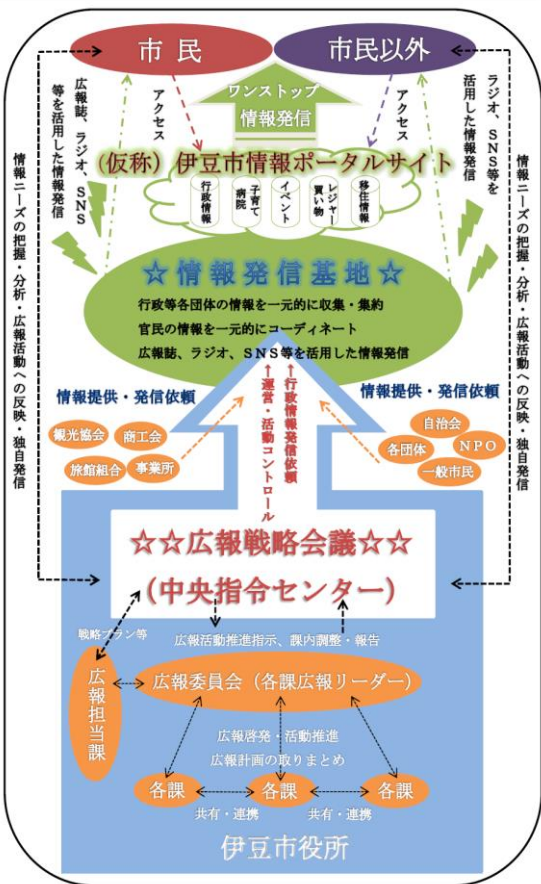 市民
市民以外
ワンストップ
情報発信
アクセス
アクセス
広報誌、ラジオ、SNS
等を活用した情報発信
ラジオ、SNS等を
活用した情報発信
情報ニーズの把握・分析・広報活動への反映・独自発信
情報ニーズの把握・分析・広報活動への反映・独自発信
(仮称)伊豆市情報ポータルサイト
行政情報
子育て
病院
イベント
レジャー
買い物
移住情報
☆情報発信基地☆
行政等各団体の情報を一元的に収集・集約
官民の情報を一元的にコーディネート
広報誌、ラジオ、SNS等を活用した情報発信
情報提供・発信依頼
情報提供・発信依頼
←行政情報発信依頼
←運営・活動コントロール
観光協会
商工会
旅館組合
事業所
自治会
各団体
NPO
一般市民
☆☆広報戦略会議☆☆
(中央指令センター)
戦略プラン等
広報活動推進指示、課内調整・報告
広報担当課
広報委員会(各課広報リーダー)
広報啓発・活動推進
広報計画の取りまとめ
各課
各課
各課
共有・連携
共有・連携
伊豆市役所